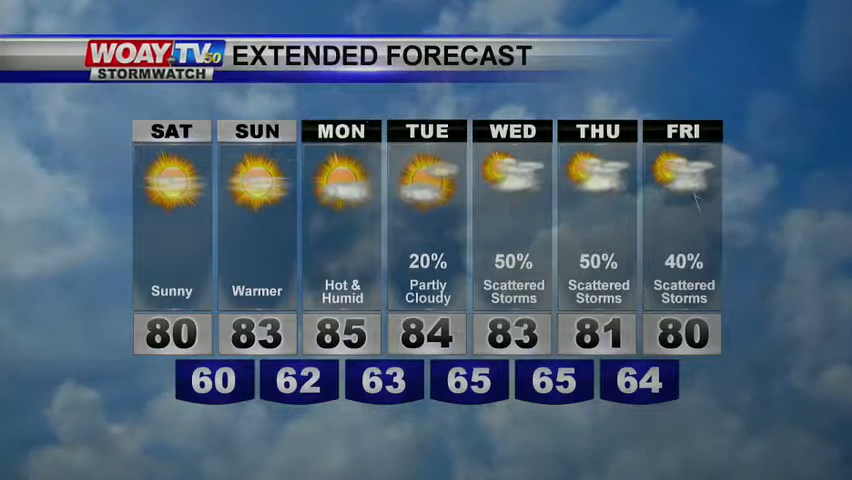 WOAY-TV 50
STORMWATCH
EXTENDED FORECAST
SAT SUN MON TUE WED THU FRI
20% 50% 50% 40%
Sunny Warmer Hot & Humid Partly Cloudy Scattered Storms Scattered Storms Scattered Storms
80 83 85 84 83 81 80
60 62 63 65 65 64